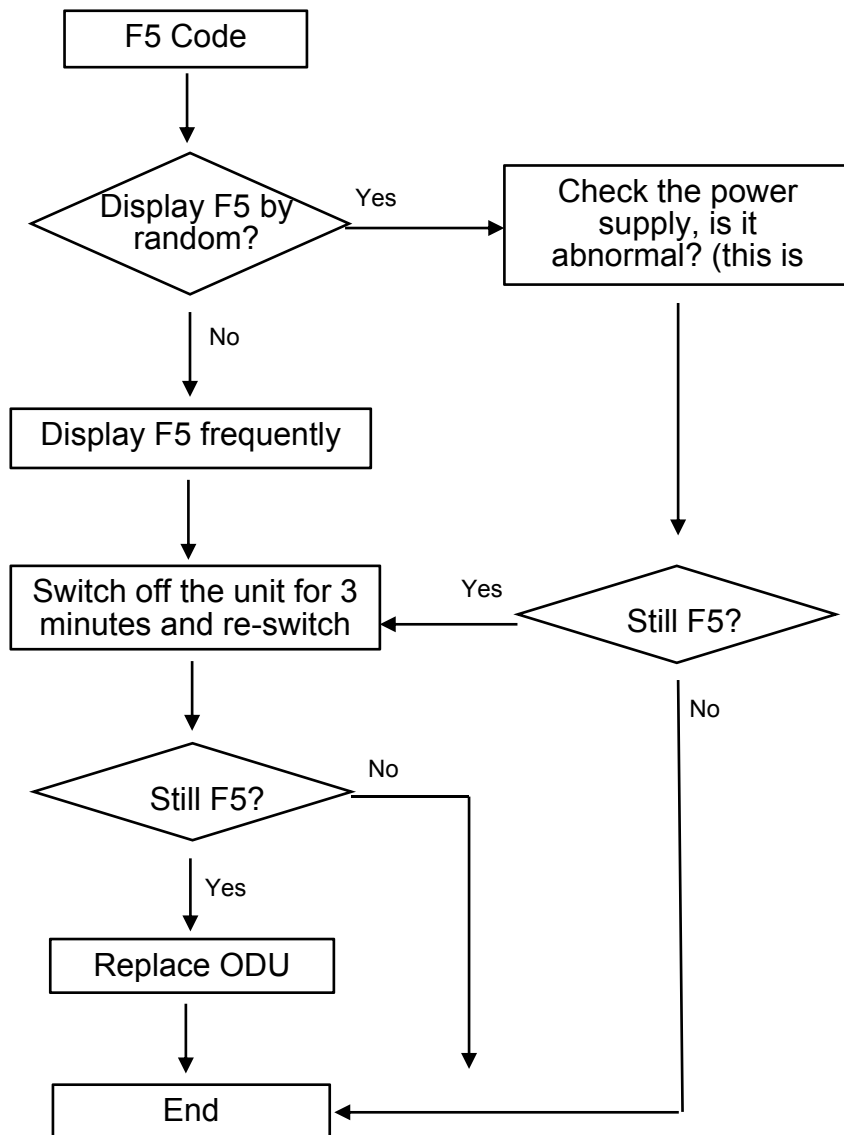 F5 Code
Display F5 by
random?
Yes
Check the power
supply, is it
abnormal? (this is
No
Display F5 frequently
Switch off the unit for 3
minutes and re-switch
Yes
Still F5?
No
Still F5?
No
Yes
Replace ODU
End